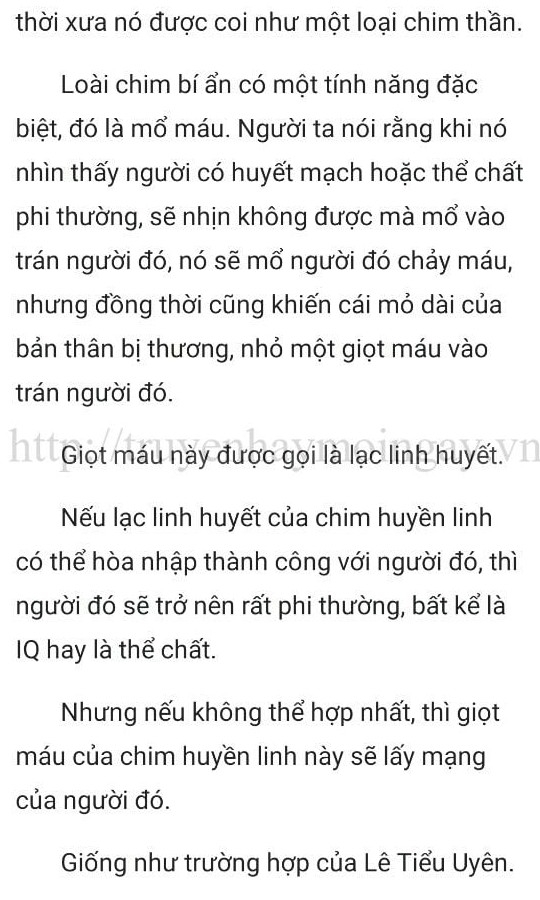 thời xưa nó được coi như một loại chim thần.
Loài chim bí ẩn có một tính năng đặc
biệt, đó là mổ máu. Người ta nói rằng khi nó
nhìn thấy người có huyết mạch hoặc thể chất
phi thường, sẽ nhịn không được mà mổ vào
trán người đó, nó sẽ mổ người đó chảy máu,
nhưng đồng thời cũng khiến cái mỏ dài của
bản thân bị thương, nhỏ một giọt máu vào
trán người đó.
http://truyenhaymoingay.vn
Giọt máu này được gọi là lạc linh huyết.
Nếu lạc linh huyết của chim huyền linh
có thể hòa nhập thành công với người đó, thì
người đó sẽ trở nên rất phi thường, bất kể là
IQ hay là thể chất.
Nhưng nếu không thể hợp nhất, thì giọt
máu của chim huyền linh này sẽ lấy mạng
của người đó.
Giống như trường hợp của Lê Tiểu Uyên.